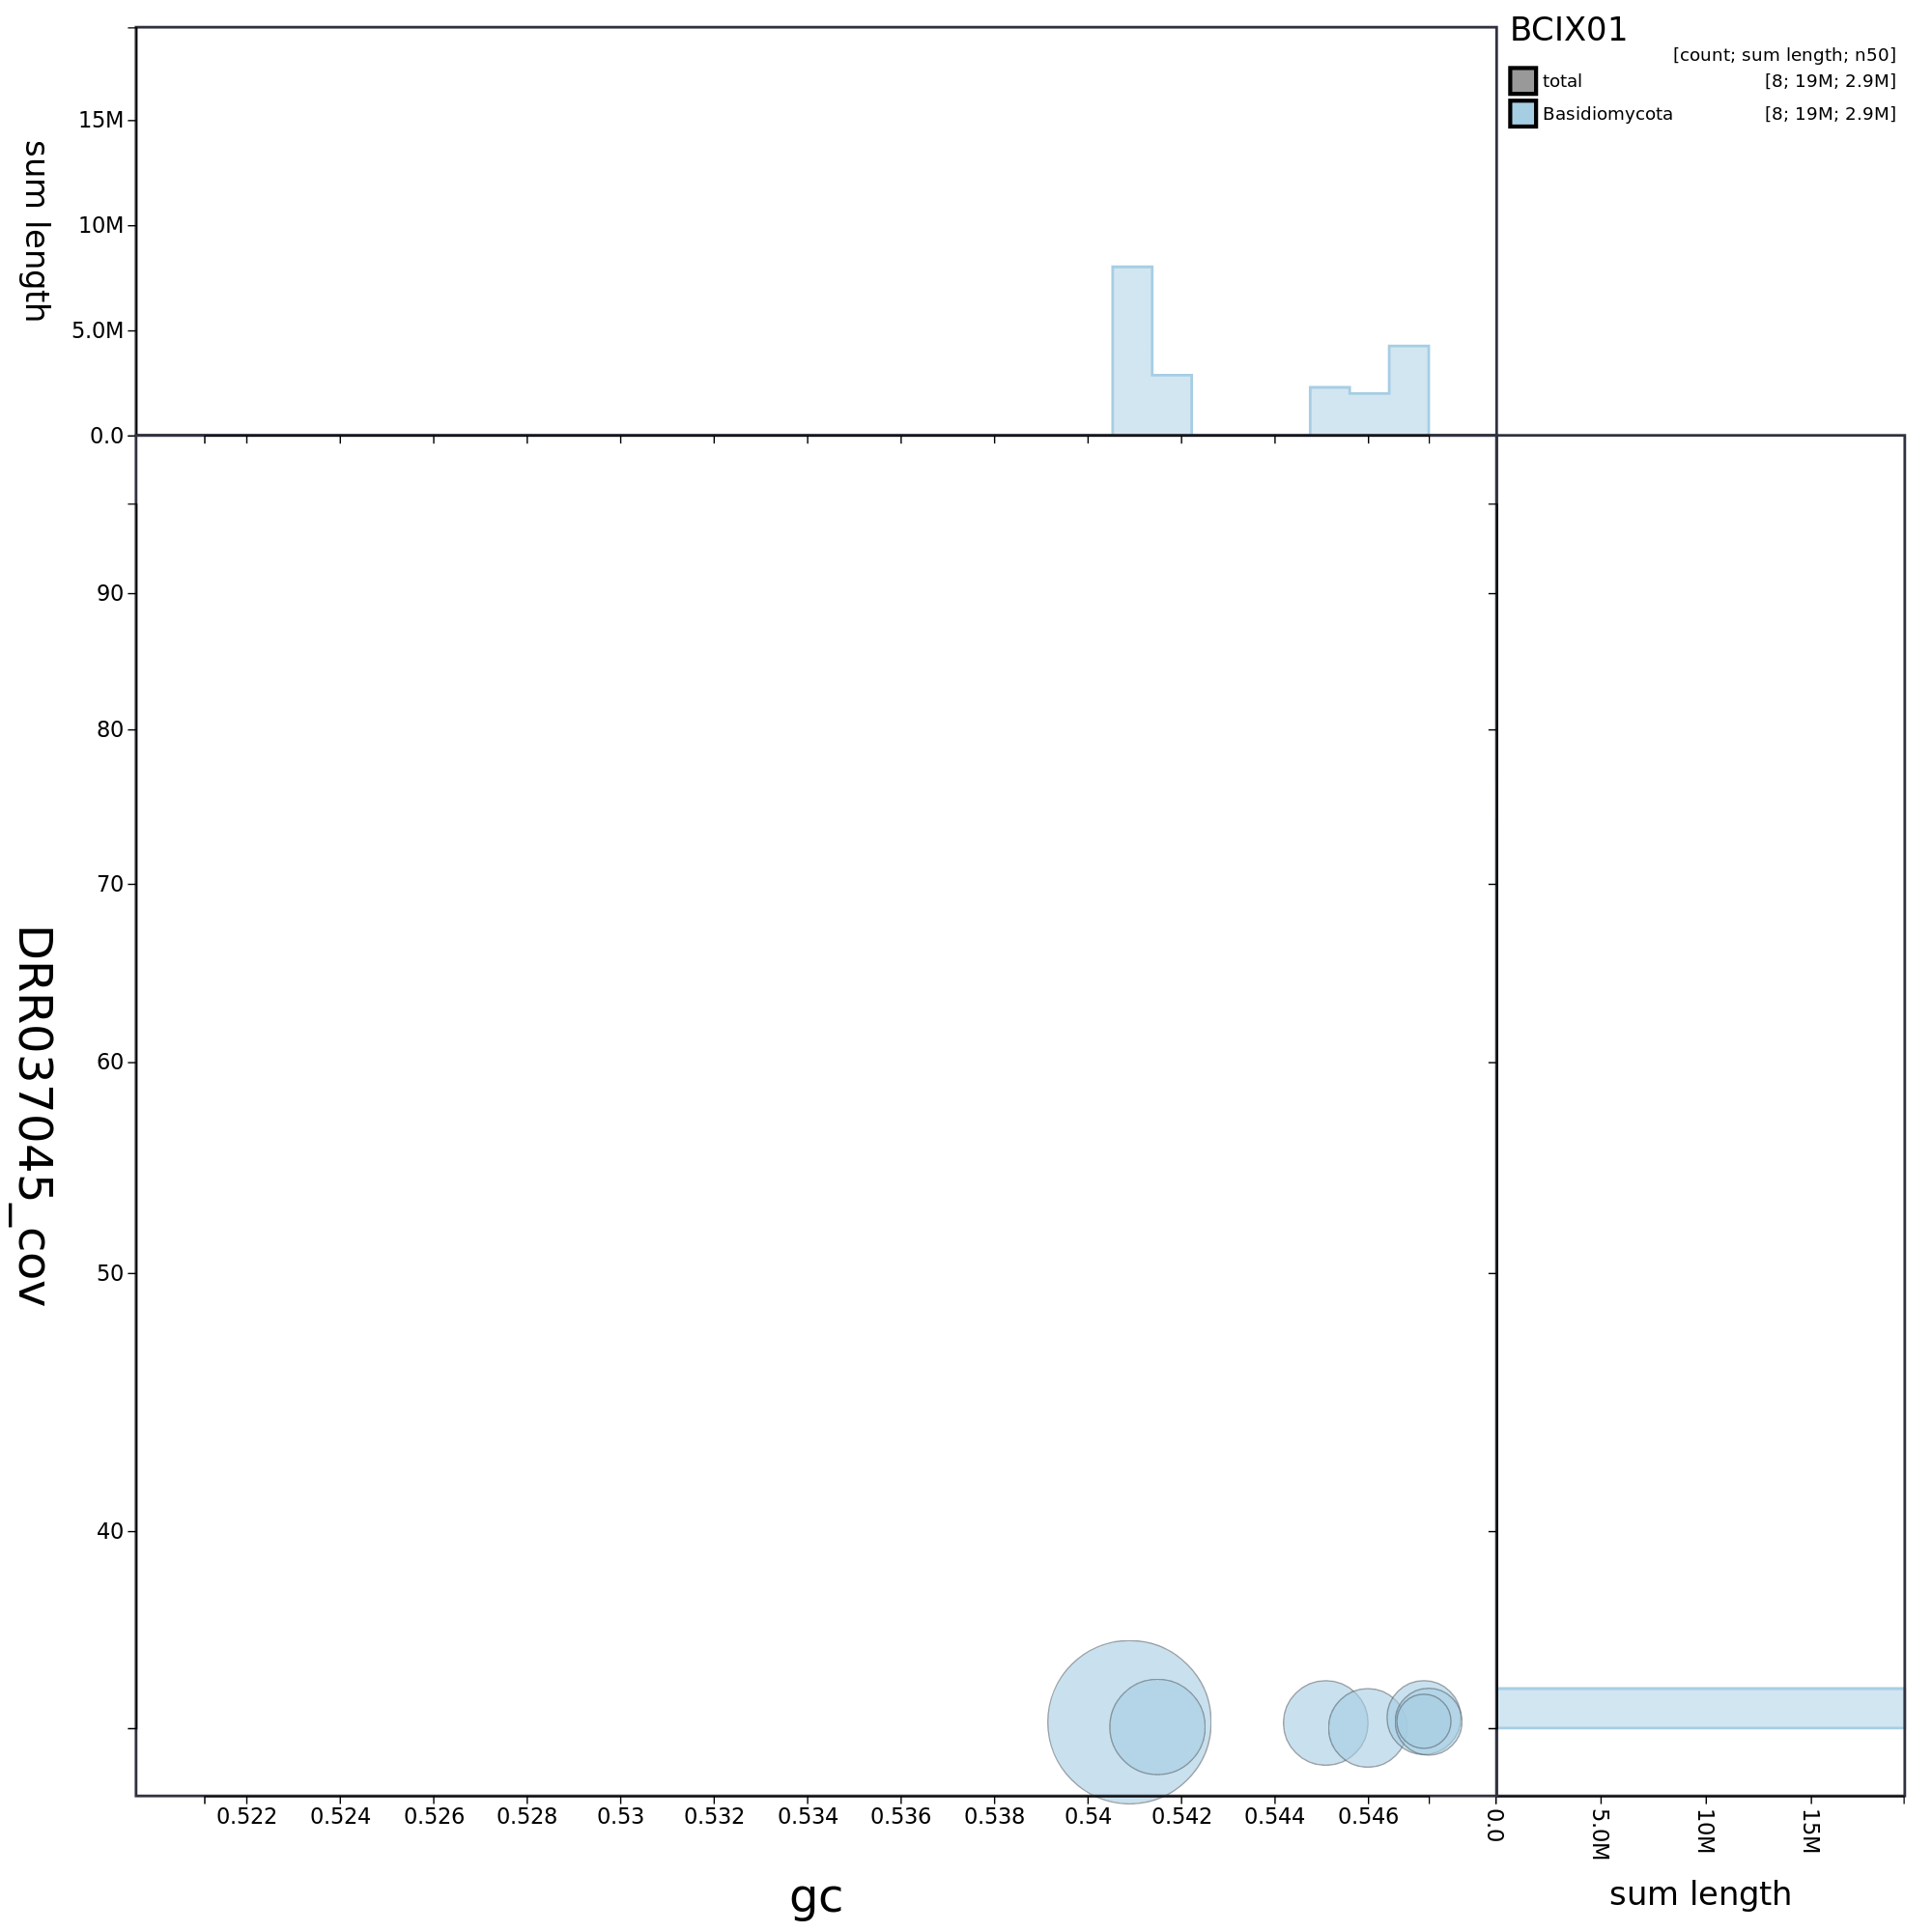 BCIX01
[count; sum length; n50]
total [8; 19M; 2.9M]
Basidiomycota [8; 19M; 2.9M]
sum length
15M
10M
5.0M
0.0
DRR037045_cov
90
80
70
60
50
40
0.522 0.524 0.526 0.528 0.53 0.532 0.534 0.536 0.538 0.54 0.542 0.544 0.546
gc
0.0 5.0M 10M 15M
sum length